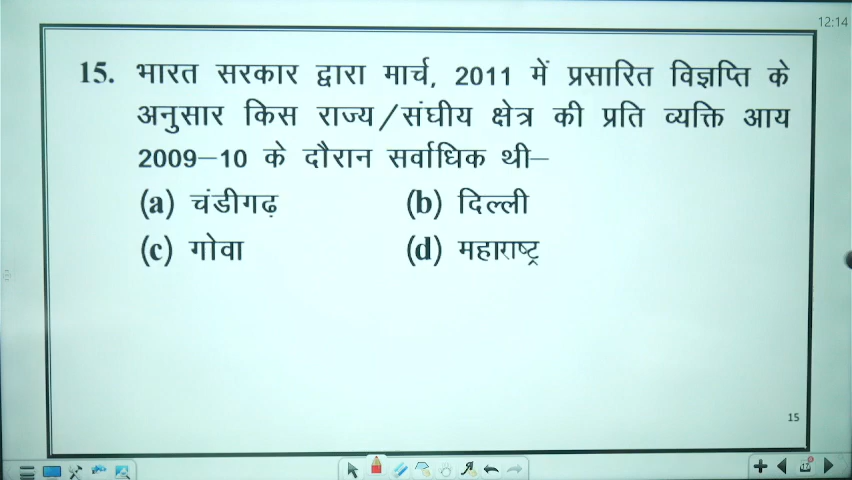 12:14
15. भारत सरकार द्वारा मार्च, 2011 में प्रसारित विज्ञप्ति के
अनुसार किस राज्य/संघीय क्षेत्र की प्रति व्यक्ति आय
2009–10 के दौरान सर्वाधिक थी–
(a) चंडीगढ़ (b) दिल्ली
(c) गोवा (d) महाराष्ट्र
15